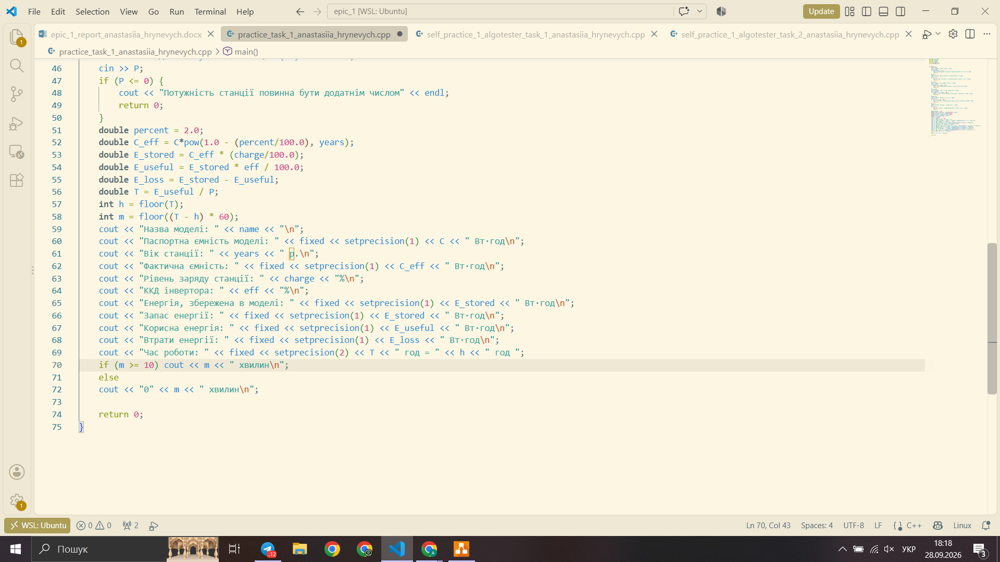 File Edit Selection View Go Run Terminal Help
epic_1 [WSL: Ubuntu]
Update
epic_1_report_anastasiia_hrynevych.docx
practice_task_1_anastasiia_hrynevych.cpp
self_practice_1_algotester_task_1_anastasiia_hrynevych.cpp
self_practice_1_algotester_task_2_anastasiia_hrynevych.cpp
1
practice_task_1_anastasiia_hrynevych.cpp > main()
46 cin >> P;
47 if (P <= 0) {
48 cout << "Потужність станції повинна бути додатнім числом" << endl;
49 return 0;
50 }
51 double percent = 2.0;
52 double C_eff = C*pow(1.0 - (percent/100.0), years);
53 double E_stored = C_eff * (charge/100.0);
54 double E_useful = E_stored * eff / 100.0;
55 double E_loss = E_stored - E_useful;
56 double T = E_useful / P;
57 int h = floor(T);
58 int m = floor((T - h) * 60);
59 cout << "Назва моделі: " << name << "\n";
60 cout << "Паспортна ємність моделі: " << fixed << setprecision(1) << C << " Вт·год\n";
61 cout << "Вік станції: " << years << " р.\n";
62 cout << "Фактична ємність: " << fixed << setprecision(1) << C_eff << " Вт·год\n";
63 cout << "Рівень заряду станції: " << charge << "%\n";
64 cout << "ККД інвертора: " << eff << "%\n";
65 cout << "Енергія, збережена в моделі: " << fixed << setprecision(1) << E_stored << " Вт·год\n";
66 cout << "Запас енергії: " << fixed << setprecision(1) << E_stored << " Вт·год\n";
67 cout << "Корисна енергія: " << fixed << setprecision(1) << E_useful << " Вт·год\n";
68 cout << "Втрати енергії: " << fixed << setprecision(1) << E_loss << " Вт·год\n";
69 cout << "Час роботи: " << fixed << setprecision(2) << T << " год = " << h << " год ";
70 if (m >= 10) cout << m << " хвилин\n";
71 else
72 cout << "0" << m << " хвилин\n";
73
74 return 0;
75 }
1
WSL: Ubuntu 0 0 2
Ln 70, Col 43 Spaces: 4 UTF-8 LF {} C++ Linux
Пошук
12
A
УКР
18:18
28.09.2026
3